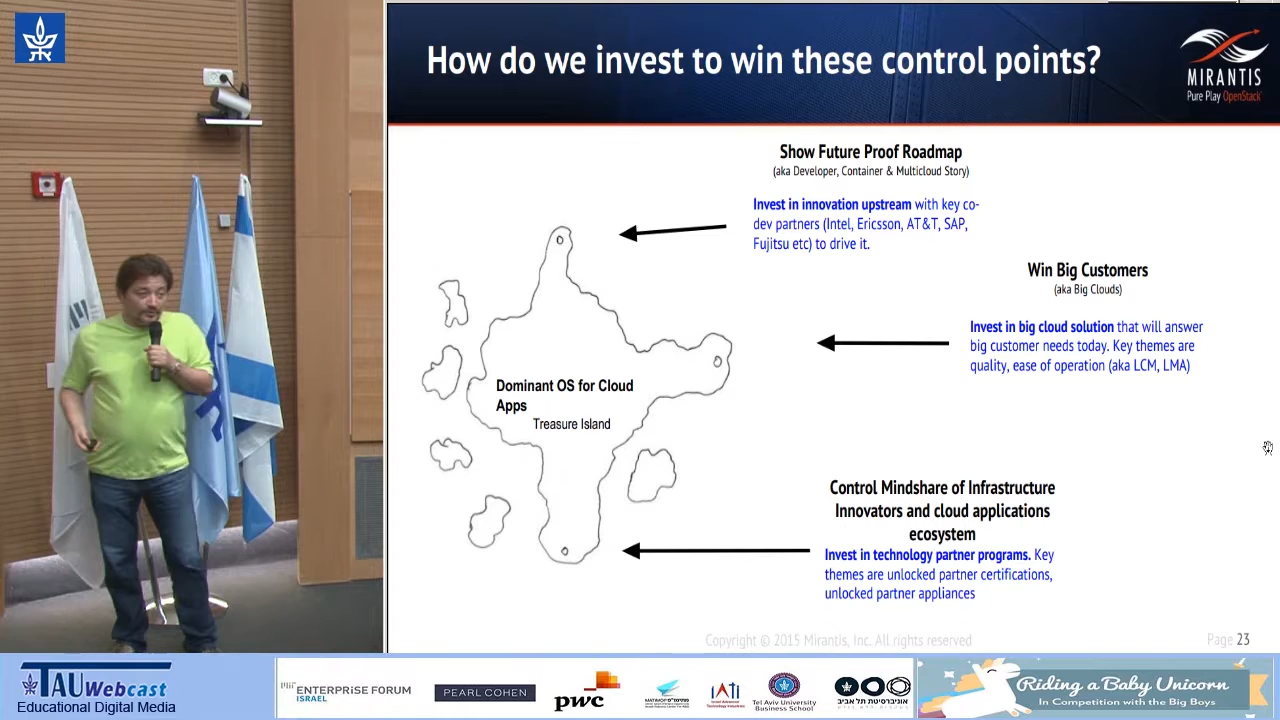 How do we invest to win these control points?
MIRANTIS
Pure Play OpenStack
Show Future Proof Roadmap
(aka Developer, Container & Multicloud Story)
Invest in innovation upstream with key co-
dev partners (Intel, Ericsson, AT&T, SAP,
Fujitsu etc) to drive it.
Win Big Customers
(aka Big Clouds)
Invest in big cloud solution that will answer
big customer needs today. Key themes are
quality, ease of operation (aka LCM, LMA)
Dominant OS for Cloud
Apps
Treasure Island
Control Mindshare of Infrastructure
Innovators and cloud applications
ecosystem
Invest in technology partner programs. Key
themes are unlocked partner certifications,
unlocked partner appliances
Copyright © 2015 Mirantis, Inc. All rights reserved
Page 23
TAUWebcast
Educational Digital Media
MIT
ENTERPRISE FORUM
ISRAEL
PEARL COHEN
pwc
IATI
Tel Aviv University
Business School
אוניברסיטת תל אביב
Riding a Baby Unicorn
In Competition with the Big Boys